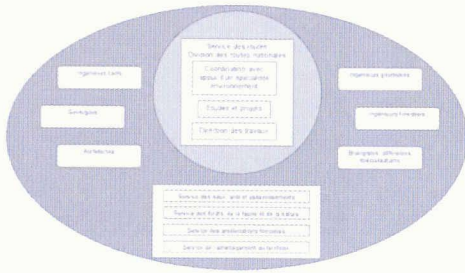 Service des routes
Division des routes nationales
Coordination avec
appui d'un spécialiste
environnement
Etudes et projets
Direction des travaux
Ingénieurs civils
Géologues
Architectes
Ingénieurs géomètres
Ingénieurs forestiers
Biologistes, différents
mandataires
Service des eaux, sols et assainissements
Service des forêts, de la faune et de la nature
Service des améliorations foncières
Service de l'aménagement du territoire